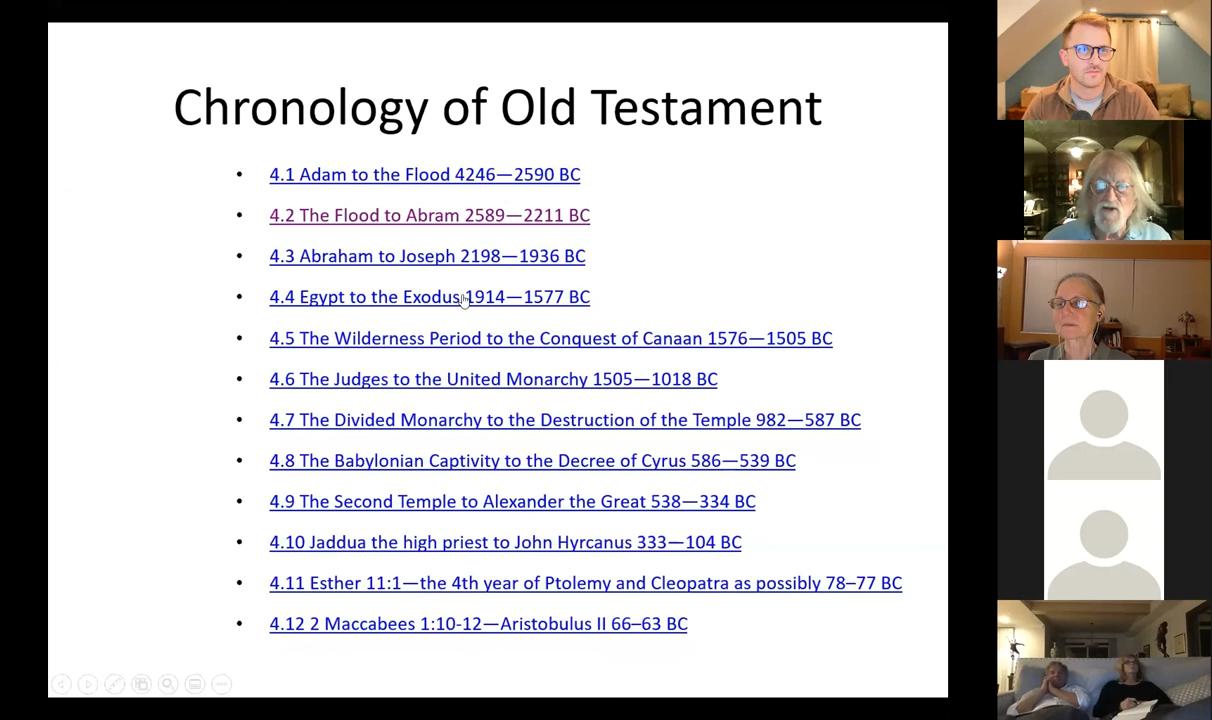 Chronology of Old Testament
• 4.1 Adam to the Flood 4246—2590 BC
• 4.2 The Flood to Abram 2589—2211 BC
• 4.3 Abraham to Joseph 2198—1936 BC
• 4.4 Egypt to the Exodus 1914—1577 BC
• 4.5 The Wilderness Period to the Conquest of Canaan 1576—1505 BC
• 4.6 The Judges to the United Monarchy 1505—1018 BC
• 4.7 The Divided Monarchy to the Destruction of the Temple 982—587 BC
• 4.8 The Babylonian Captivity to the Decree of Cyrus 586—539 BC
• 4.9 The Second Temple to Alexander the Great 538—334 BC
• 4.10 Jaddua the high priest to John Hyrcanus 333—104 BC
• 4.11 Esther 11:1—the 4th year of Ptolemy and Cleopatra as possibly 78–77 BC
• 4.12 2 Maccabees 1:10-12—Aristobulus II 66–63 BC